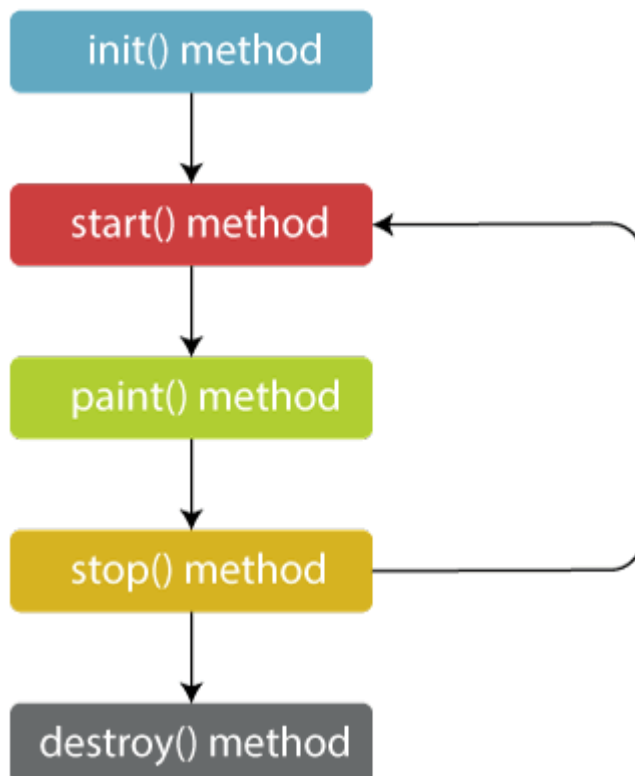 init() method
start() method
paint() method
stop() method
destroy() method